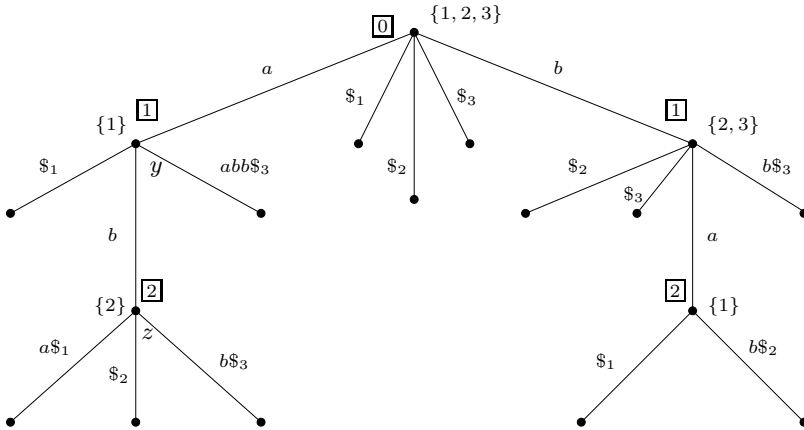 0 {1, 2, 3}
a b
$1 $3
1 1
{1} {2, 3}
$2
$1 y abb$3 $2 b$3
$3
b a
2 2
{2} {1}
z
a$1 $2 b$3 $1 b$2